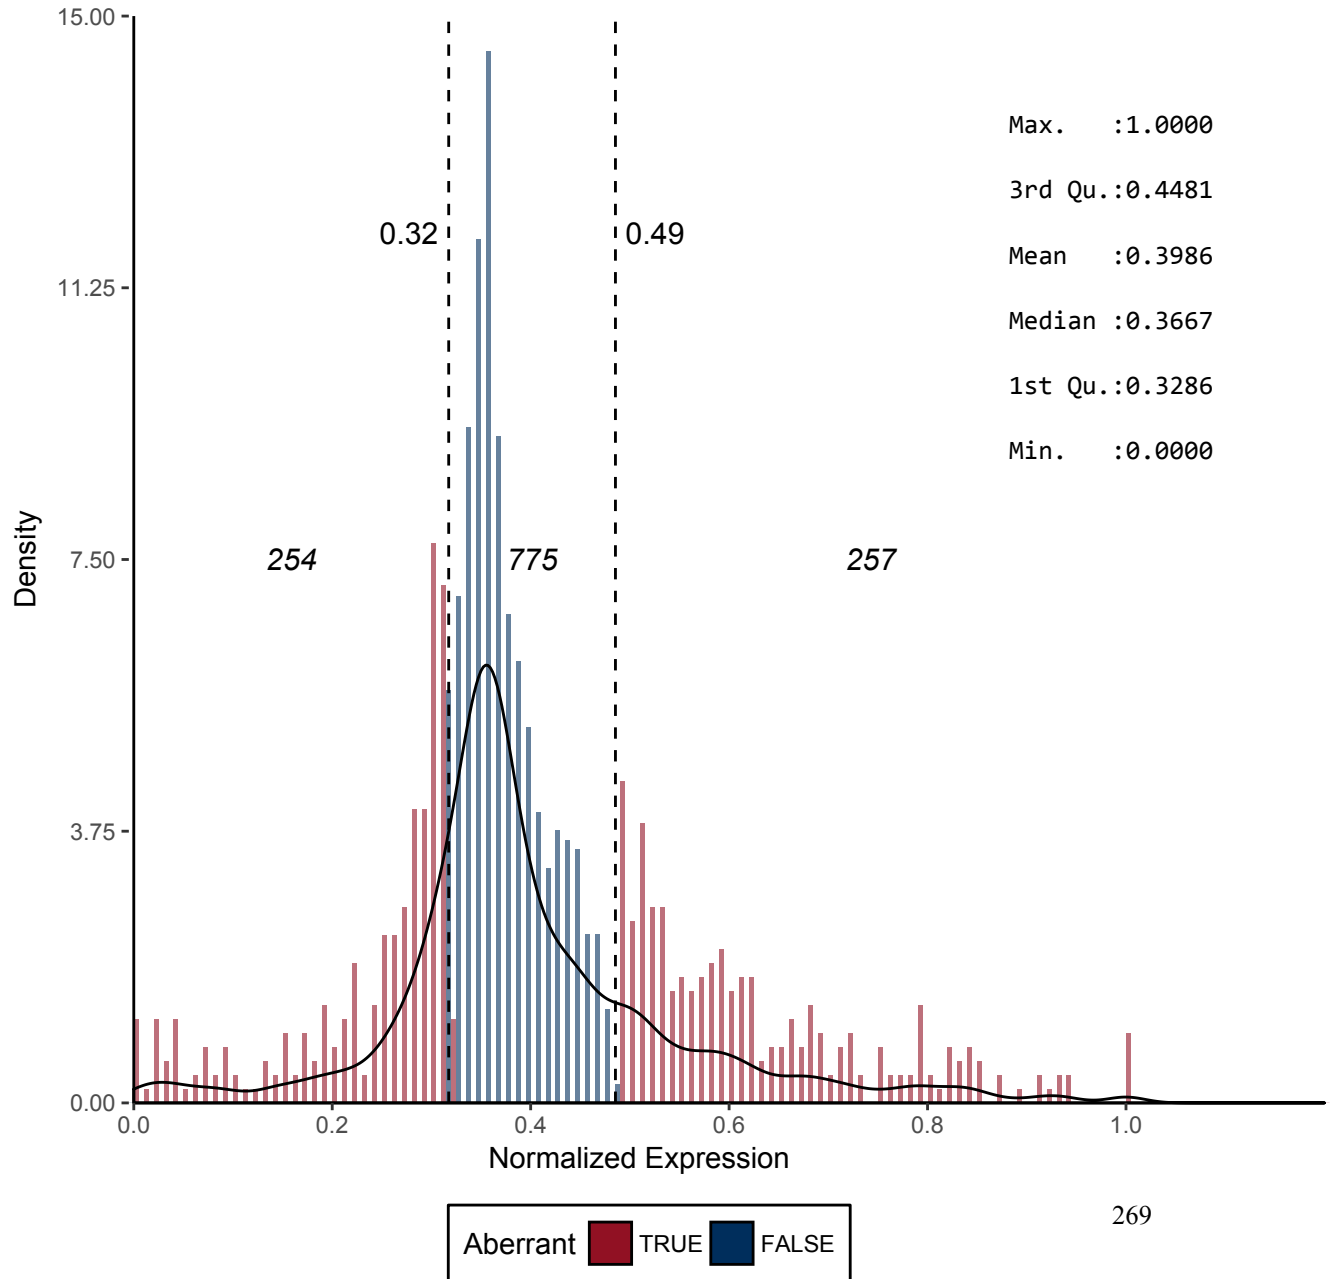 15.00
11.25
7.50
3.75
0.00
Density
0.32
0.49
254
775
257
Max.   :1.0000
3rd Qu.:0.4481
Mean   :0.3986
Median :0.3667
1st Qu.:0.3286
Min.   :0.0000
0.0 0.2 0.4 0.6 0.8 1.0
Normalized Expression
269
Aberrant TRUE FALSE